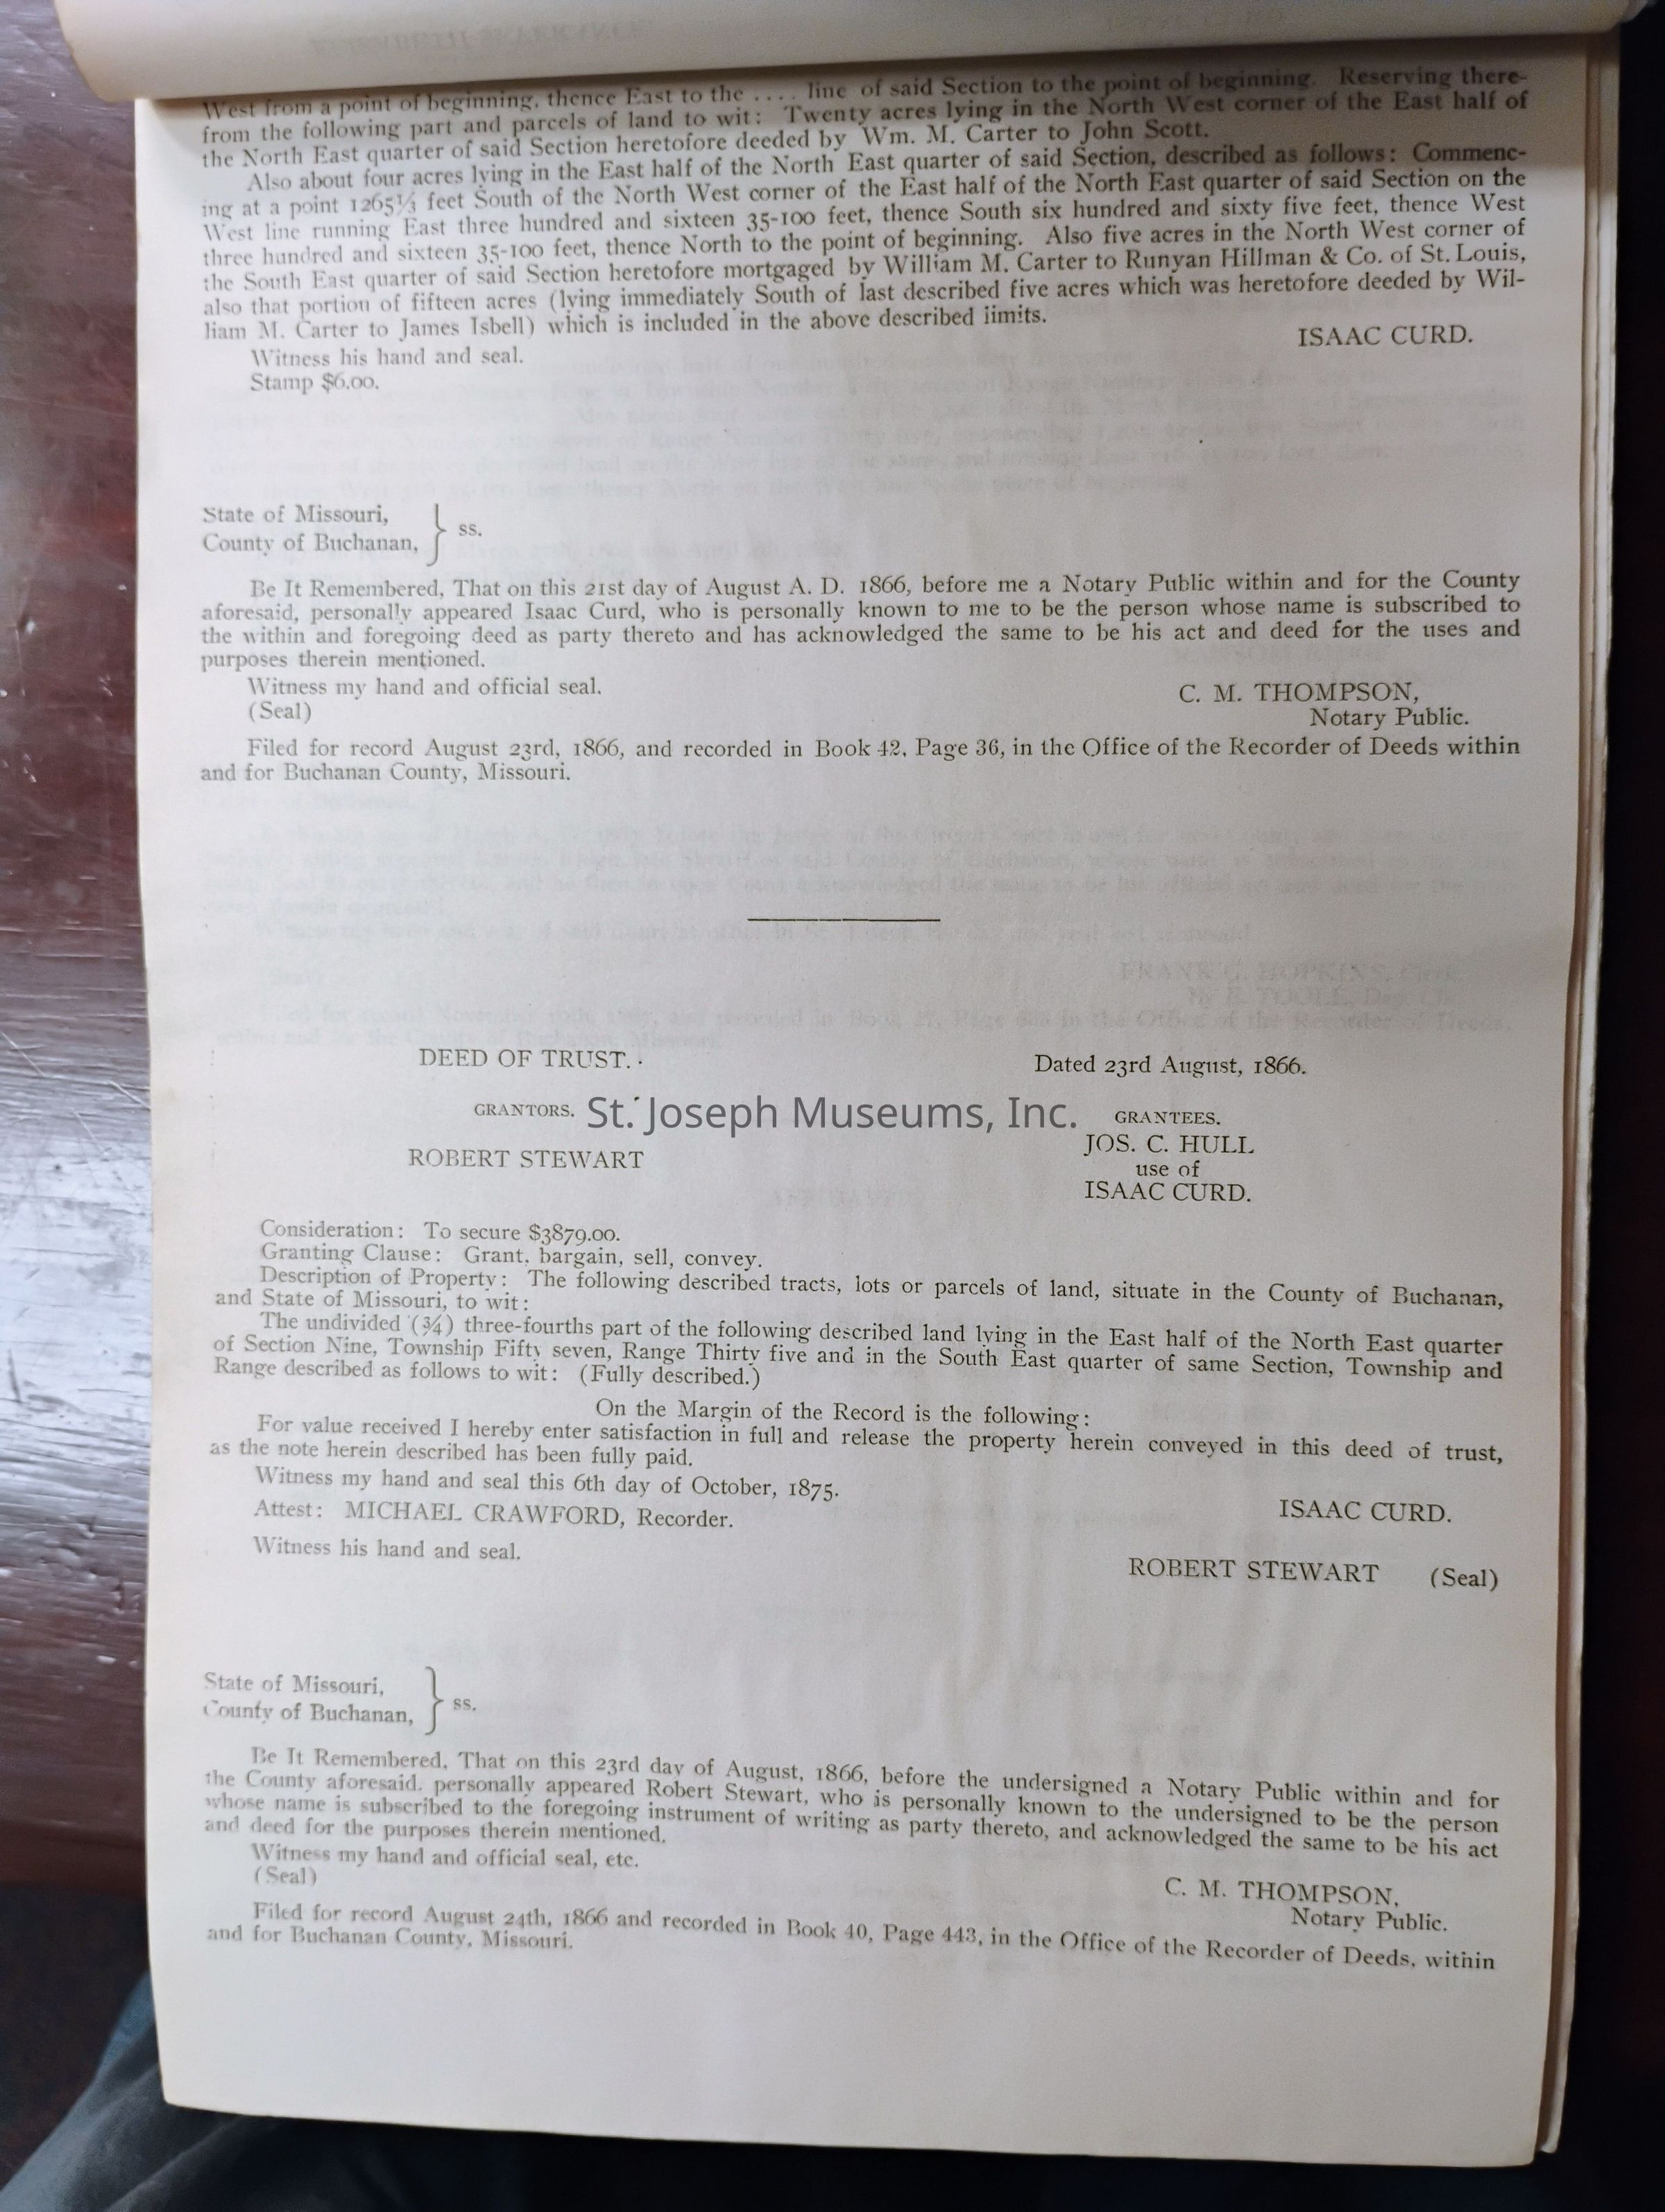 West from a point of beginning, thence East to the .... line of said Section to the point of beginning. Reserving there-
from the following part and parcels of land to wit: Twenty acres lying in the North West corner of the East half of
the North East quarter of said Section heretofore deeded by Wm. M. Carter to John Scott.
Also about four acres lying in the East half of the North East quarter of said Section, described as follows: Commenc-
ing at a point 1265⅓ feet South of the North West corner of the East half of the North East quarter of said Section on the
West line running East three hundred and sixteen 35-100 feet, thence South six hundred and sixty five feet, thence West
three hundred and sixteen 35-100 feet, thence North to the point of beginning. Also five acres in the North West corner of
the South East quarter of said Section heretofore mortgaged by William M. Carter to Runyan Hillman & Co. of St. Louis,
also that portion of fifteen acres (lying immediately South of last described five acres which was heretofore deeded by Wil-
liam M. Carter to James Isbell) which is included in the above described iimits.
ISAAC CURD.
Witness his hand and seal.
Stamp $6.00.
State of Missouri,
County of Buchanan, } ss.
Be It Remembered, That on this 21st day of August A. D. 1866, before me a Notary Public within and for the County
aforesaid, personally appeared Isaac Curd, who is personally known to me to be the person whose name is subscribed to
the within and foregoing deed as party thereto and has acknowledged the same to be his act and deed for the uses and
purposes therein mentioned.
Witness my hand and official seal.
(Seal)
C. M. THOMPSON,
Notary Public.
Filed for record August 23rd, 1866, and recorded in Book 42, Page 36, in the Office of the Recorder of Deeds within
and for Buchanan County, Missouri.
DEED OF TRUST.
Dated 23rd August, 1866.
GRANTORS.
St. Joseph Museums, Inc.
GRANTEES.
ROBERT STEWART
JOS. C. HULL
use of
ISAAC CURD.
Consideration: To secure $3879.00.
Granting Clause: Grant, bargain, sell, convey.
Description of Property: The following described tracts, lots or parcels of land, situate in the County of Buchanan,
and State of Missouri, to wit:
The undivided (¾) three-fourths part of the following described land lying in the East half of the North East quarter
of Section Nine, Township Fifty seven, Range Thirty five and in the South East quarter of same Section, Township and
Range described as follows to wit: (Fully described.)
On the Margin of the Record is the following:
For value received I hereby enter satisfaction in full and release the property herein conveyed in this deed of trust,
as the note herein described has been fully paid.
Witness my hand and seal this 6th day of October, 1875.
ISAAC CURD.
Attest: MICHAEL CRAWFORD, Recorder.
Witness his hand and seal.
ROBERT STEWART (Seal)
State of Missouri,
County of Buchanan, } ss.
Be It Remembered, That on this 23rd day of August, 1866, before the undersigned a Notary Public within and for
the County aforesaid, personally appeared Robert Stewart, who is personally known to the undersigned to be the person
whose name is subscribed to the foregoing instrument of writing as party thereto, and acknowledged the same to be his act
and deed for the purposes therein mentioned.
Witness my hand and official seal, etc.
(Seal)
C. M. THOMPSON,
Notary Public.
Filed for record August 24th, 1866 and recorded in Book 40, Page 443, in the Office of the Recorder of Deeds, within
and for Buchanan County, Missouri.